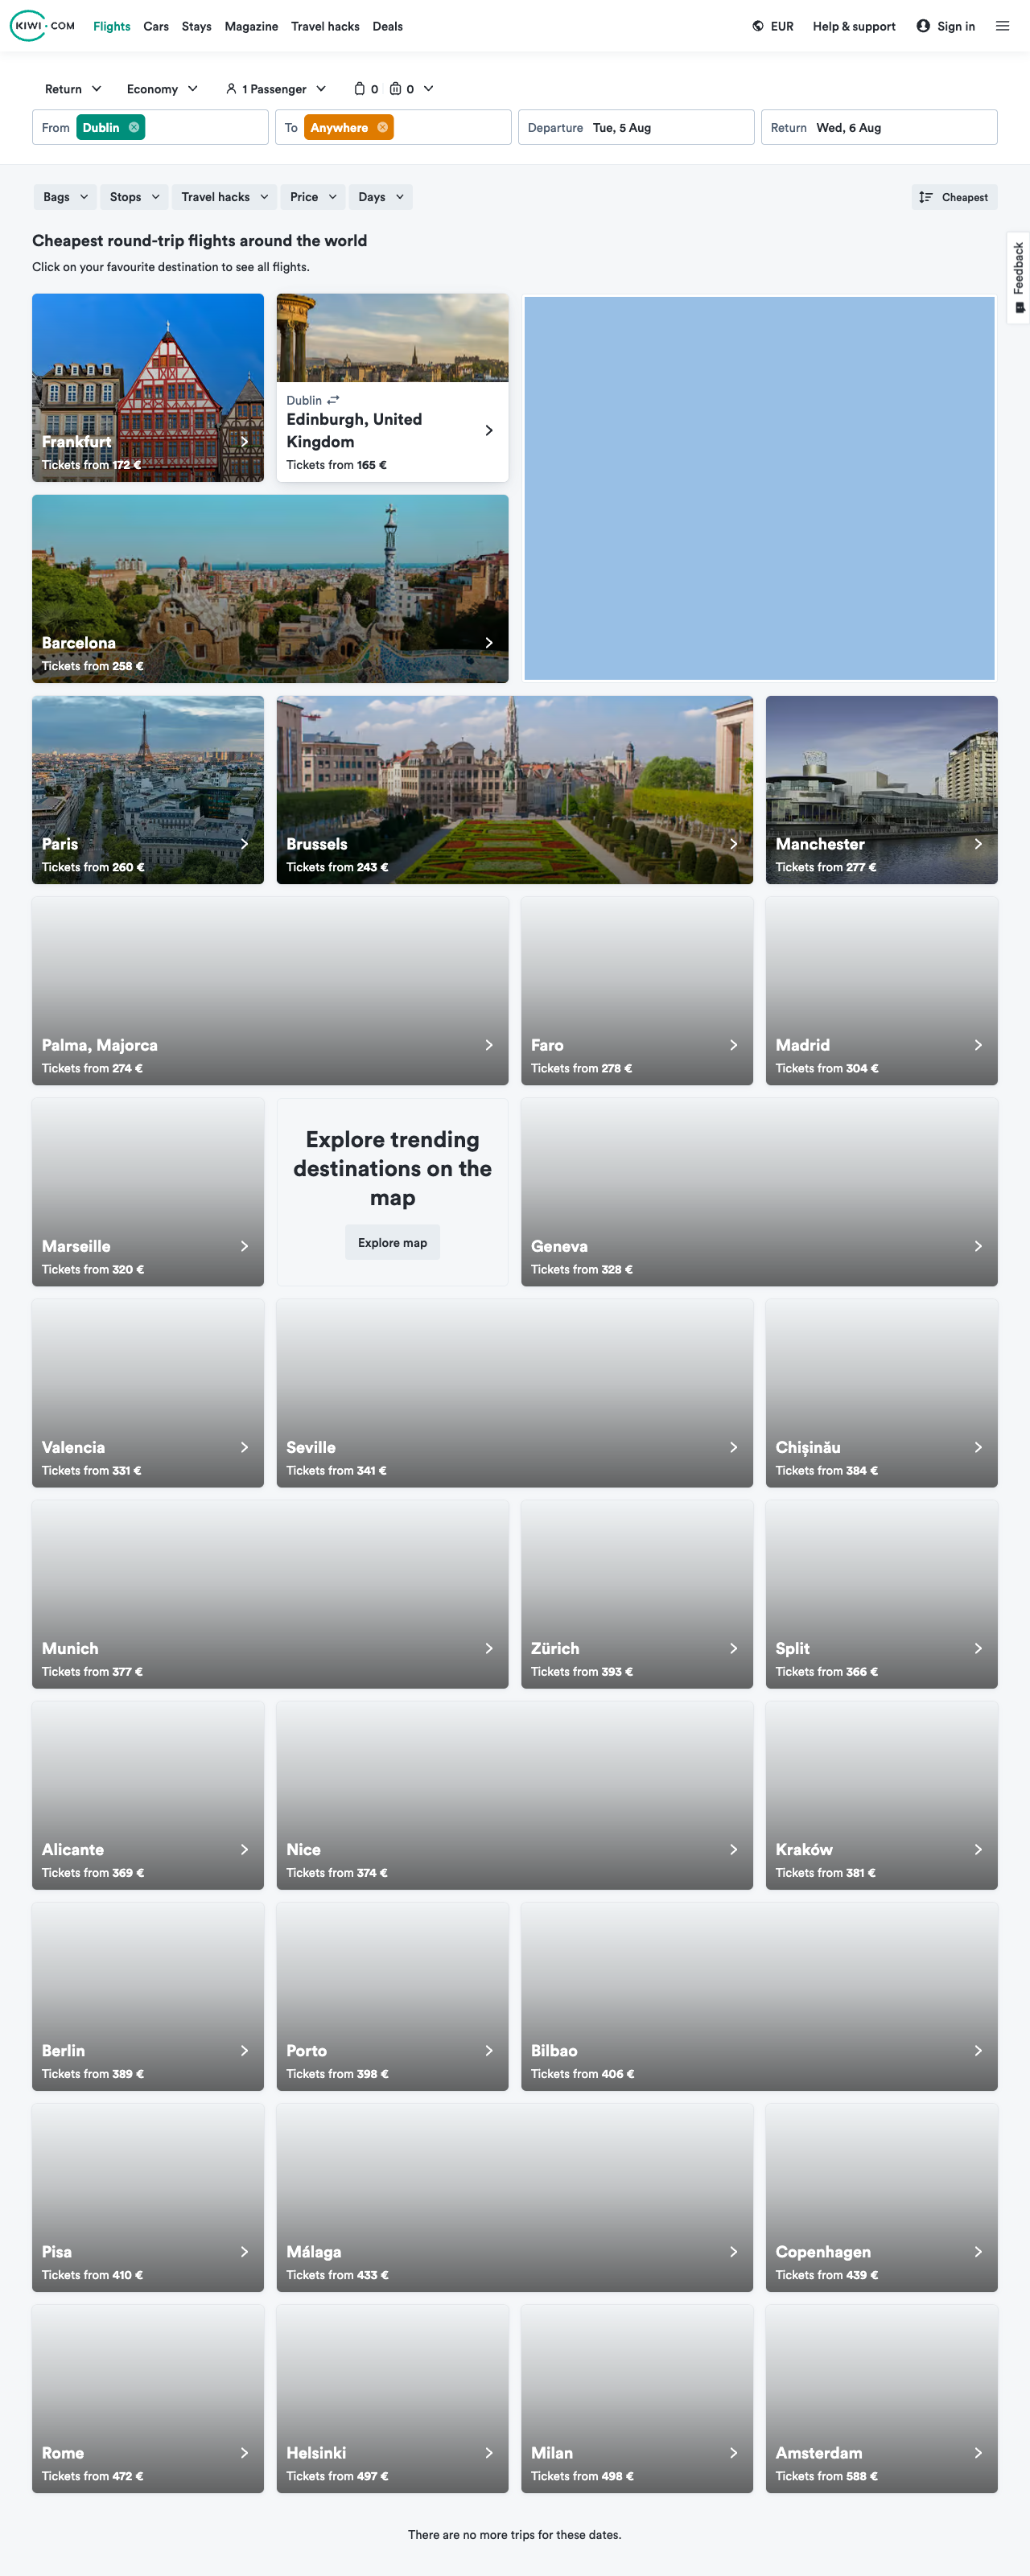 KIWI·COM Flights Cars Stays Magazine Travel hacks Deals EUR Help & support Sign in
Return Economy 1 Passenger 0 0
From Dublin To Anywhere Departure Tue, 5 Aug Return Wed, 6 Aug
Bags Stops Travel hacks Price Days Cheapest
Cheapest round-trip flights around the world
Click on your favourite destination to see all flights.
Feedback
Frankfurt
Tickets from 172 €
Dublin
Edinburgh, United
Kingdom
Tickets from 165 €
Barcelona
Tickets from 258 €
Paris
Tickets from 260 €
Brussels
Tickets from 243 €
Manchester
Tickets from 277 €
Palma, Majorca
Tickets from 274 €
Faro
Tickets from 278 €
Madrid
Tickets from 304 €
Marseille
Tickets from 320 €
Explore trending
destinations on the
map
Explore map
Geneva
Tickets from 328 €
Valencia
Tickets from 331 €
Seville
Tickets from 341 €
Chișinău
Tickets from 384 €
Munich
Tickets from 377 €
Zürich
Tickets from 393 €
Split
Tickets from 366 €
Alicante
Tickets from 369 €
Nice
Tickets from 374 €
Kraków
Tickets from 381 €
Berlin
Tickets from 389 €
Porto
Tickets from 398 €
Bilbao
Tickets from 406 €
Pisa
Tickets from 410 €
Málaga
Tickets from 433 €
Copenhagen
Tickets from 439 €
Rome
Tickets from 472 €
Helsinki
Tickets from 497 €
Milan
Tickets from 498 €
Amsterdam
Tickets from 588 €
There are no more trips for these dates.